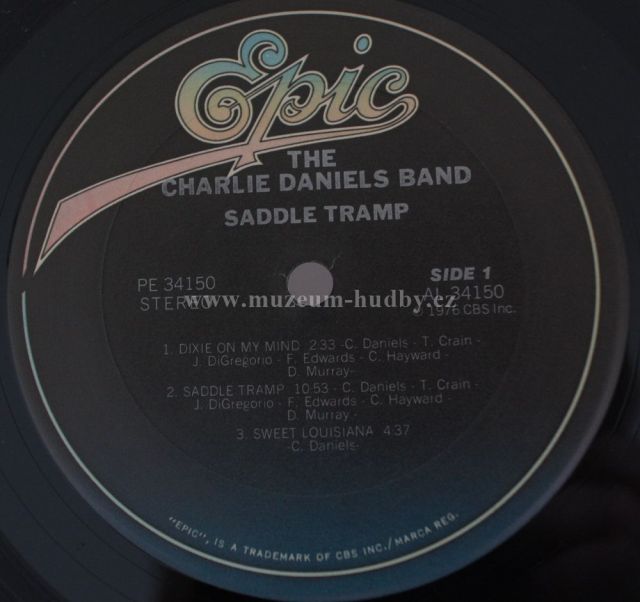 Epic
THE
CHARLIE DANIELS BAND
SADDLE TRAMP
PE 34150
STEREO
SIDE 1
AL 34150
℗ 1976 CBS Inc.
www.muzeum-hudby.cz
1. DIXIE ON MY MIND 2:33 -C. Daniels - T. Crain -
J. DiGregorio - F. Edwards - C. Hayward -
D. Murray-
2. SADDLE TRAMP 10:53 - C. Daniels - T. Crain -
J. DiGregorio - F. Edwards - C. Hayward -
D. Murray -
3. SWEET LOUISIANA 4:37
-C. Daniels-
"EPIC", IS A TRADEMARK OF CBS INC./MARCA REG.